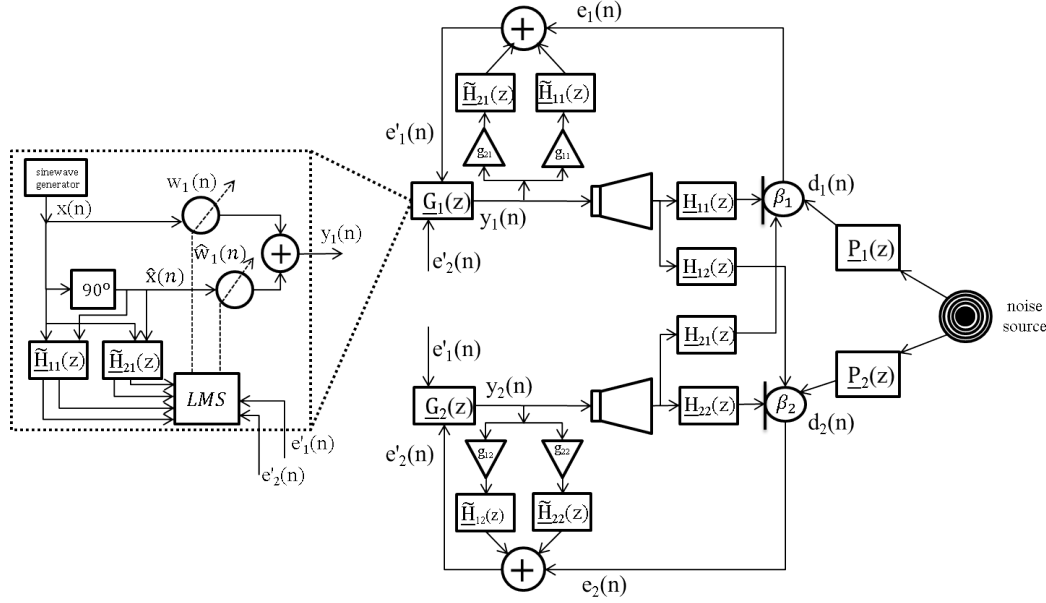 e₁(n)
+
H̃₂₁(z)
H̃₁₁(z)
e'₁(n)
g₂₁
g₁₁
sinewave
generator
w₁(n)
x(n)
G₁(z)
y₁(n)
H₁₁(z)
β₁
d₁(n)
y₁(n)
+
ŵ₁(n)
P₁(z)
e'₂(n)
H₁₂(z)
90º
x̂(n)
noise
source
H₂₁(z)
H̃₁₁(z)
H̃₂₁(z)
e'₁(n)
P₂(z)
LMS
y₂(n)
G₂(z)
H₂₂(z)
β₂
d₂(n)
e'₁(n)
e'₂(n)
e'₂(n)
g₁₂
g₂₂
H̃₁₂(z)
H̃₂₂(z)
+
e₂(n)